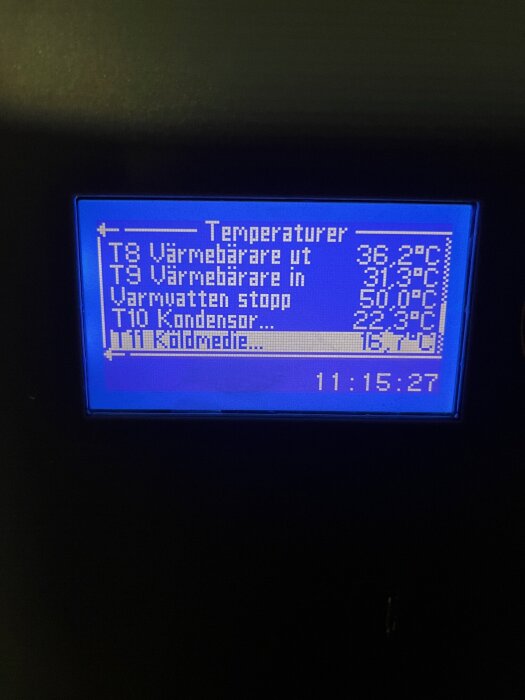 Temperaturer
T8 Värmebärare ut 36,2°C
T9 Värmebärare in 31,3°C
Varmvatten stopp 50,0°C
T10 Kondensor... 22,3°C
T11 Köldmedie... 16,7°C
11:15:27